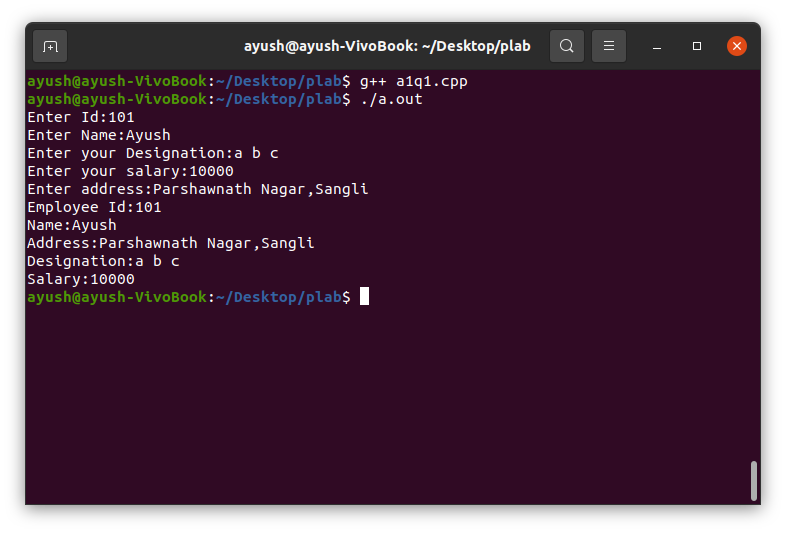 ayush@ayush-VivoBook: ~/Desktop/plab
ayush@ayush-VivoBook:~/Desktop/plab$ g++ a1q1.cpp
ayush@ayush-VivoBook:~/Desktop/plab$ ./a.out
Enter Id:101
Enter Name:Ayush
Enter your Designation:a b c
Enter your salary:10000
Enter address:Parshawnath Nagar,Sangli
Employee Id:101
Name:Ayush
Address:Parshawnath Nagar,Sangli
Designation:a b c
Salary:10000
ayush@ayush-VivoBook:~/Desktop/plab$